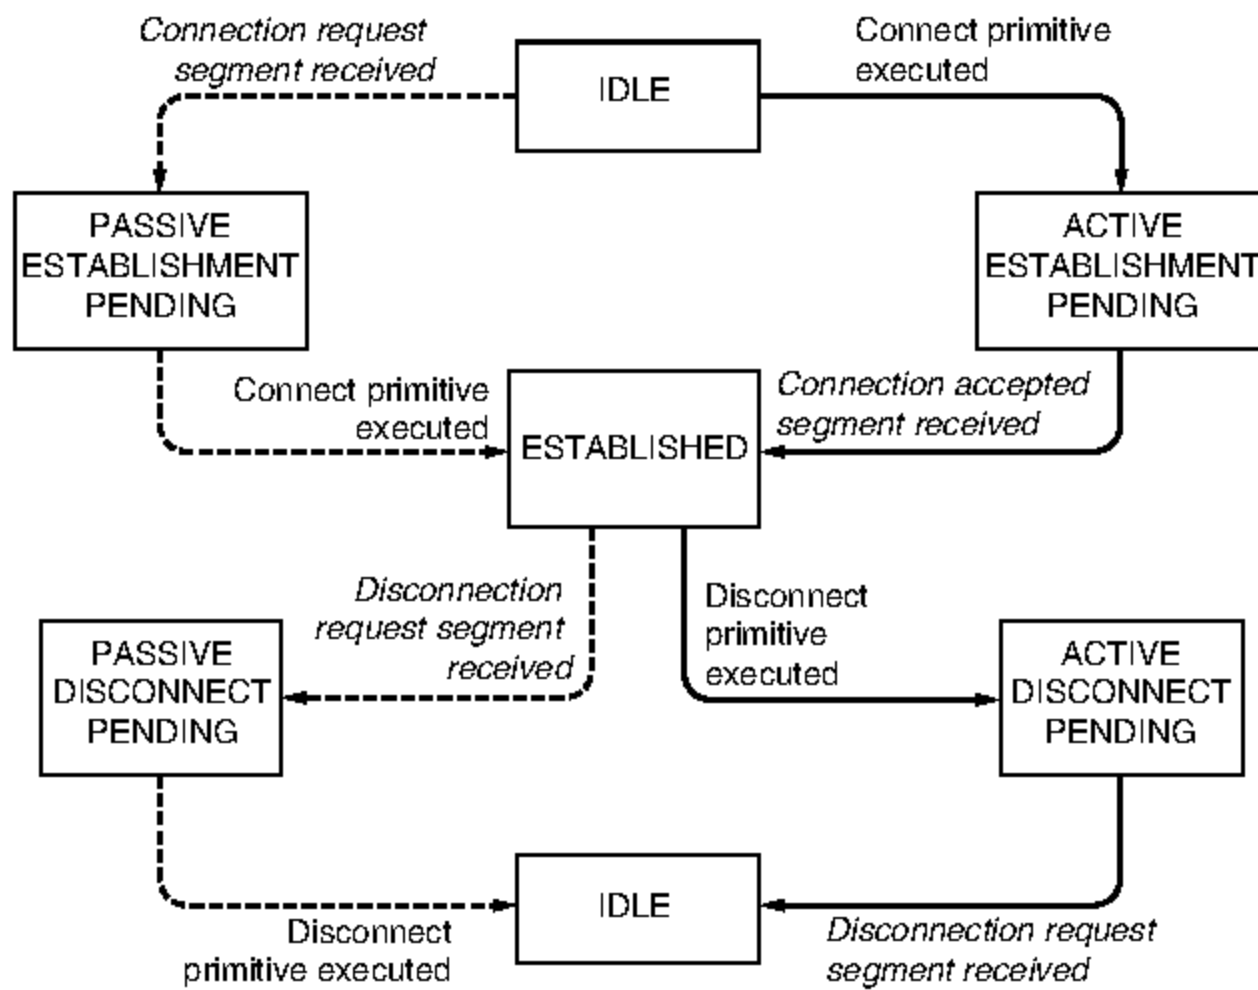 Connection request
segment received
IDLE
Connect primitive
executed
PASSIVE
ESTABLISHMENT
PENDING
ACTIVE
ESTABLISHMENT
PENDING
Connect primitive
executed
ESTABLISHED
Connection accepted
segment received
Disconnection
request segment
received
Disconnect
primitive
executed
PASSIVE
DISCONNECT
PENDING
ACTIVE
DISCONNECT
PENDING
IDLE
Disconnect
primitive executed
Disconnection request
segment received